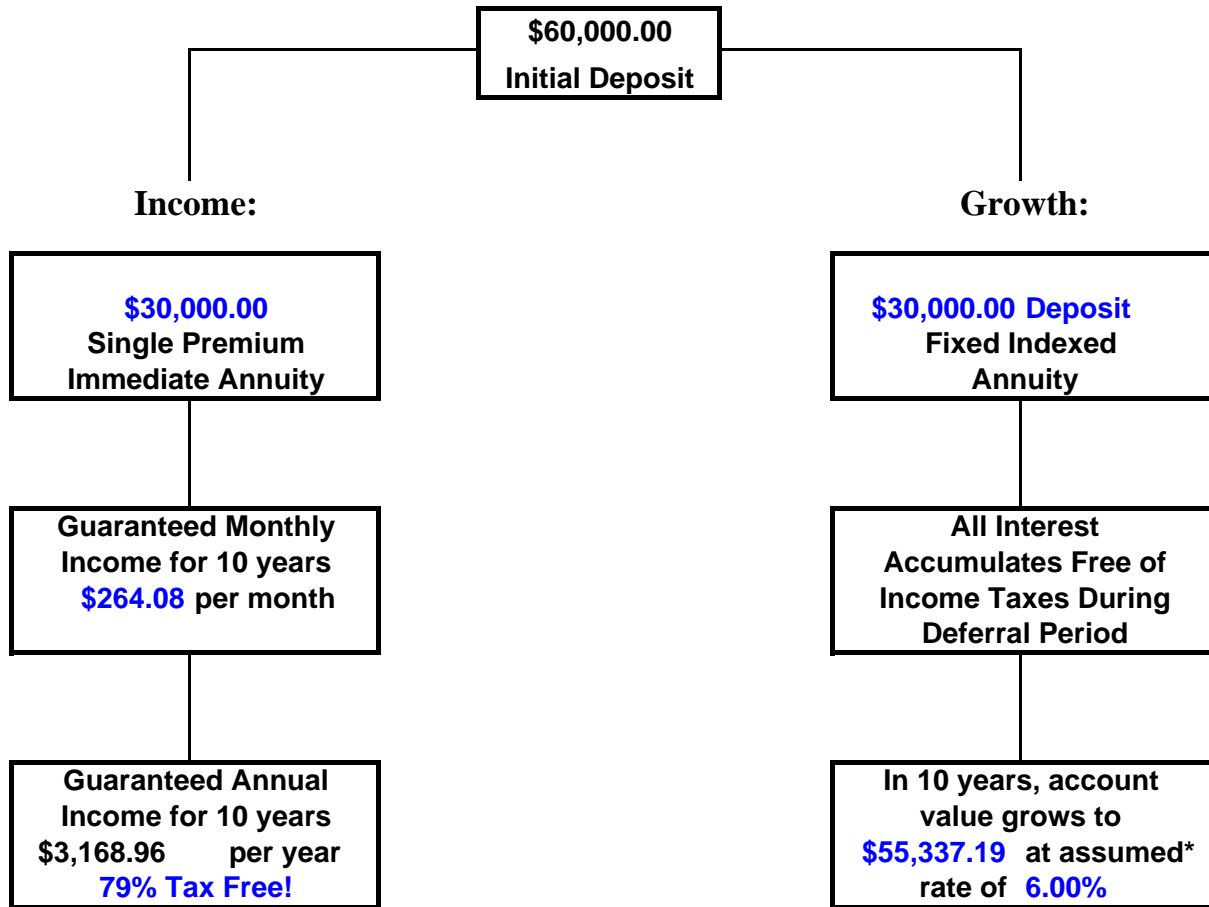 $60,000.00
Initial Deposit
Income:
$30,000.00
Single Premium
Immediate Annuity
Guaranteed Monthly
Income for 10 years
$264.08 per month
Guaranteed Annual
Income for 10 years
$3,168.96 per year
79% Tax Free!
Growth:
$30,000.00 Deposit
Fixed Indexed
Annuity
All Interest
Accumulates Free of
Income Taxes During
Deferral Period
In 10 years, account
value grows to
$55,337.19 at assumed*
rate of 6.00%